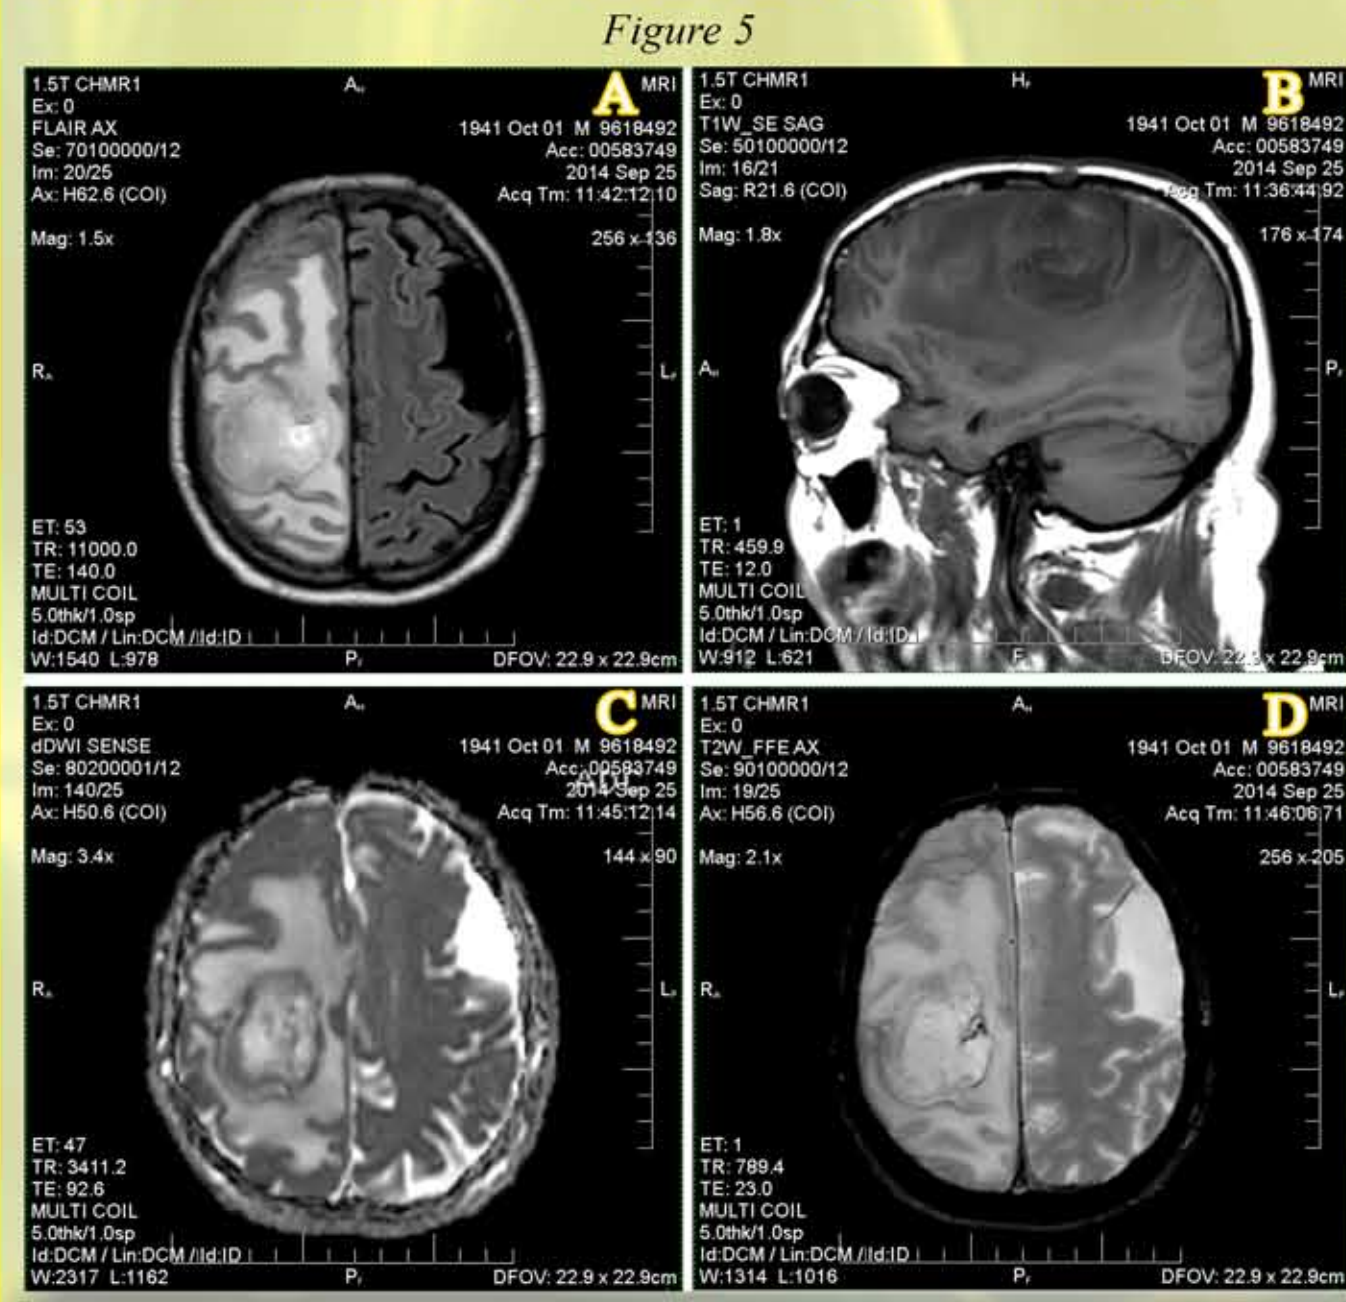 Figure 5
1.5T CHMR1
A
MRI
Ex: 0
FLAIR AX
1941 Oct 01 M 9618492
Se: 70100000/12
Acc: 00583749
Im: 20/25
2014 Sep 25
Ax: H62.6 (COI)
Acq Tm: 11:42:12.10
Mag: 1.5x
256 x 136
ET: 53
TR: 11000.0
TE: 140.0
MULTI COIL
5.0thk/1.0sp
Id:DCM / Lin:DCM / Id:ID
W:1540 L:978
DFOV: 22.9 x 22.9cm
1.5T CHMR1
B
MRI
Ex: 0
T1W_SE SAG
1941 Oct 01 M 9618492
Se: 50100000/12
Acc: 00583749
Im: 16/21
2014 Sep 25
Sag: R21.6 (COI)
Acq Tm: 11:36:44.92
Mag: 1.8x
176 x 174
ET: 1
TR: 459.9
TE: 12.0
MULTI COIL
5.0thk/1.0sp
Id:DCM / Lin:DCM / Id:ID
W:912 L:621
DFOV: 22.9 x 22.9cm
1.5T CHMR1
C
MRI
Ex: 0
dDWI SENSE
1941 Oct 01 M 9618492
Se: 80200001/12
Acc: 00583749
Im: 140/25
2014 Sep 25
Ax: H50.6 (COI)
Acq Tm: 11:45:12.14
Mag: 3.4x
144 x 90
ET: 47
TR: 3411.2
TE: 92.6
MULTI COIL
5.0thk/1.0sp
Id:DCM / Lin:DCM / Id:ID
W:2317 L:1162
DFOV: 22.9 x 22.9cm
1.5T CHMR1
D
MRI
Ex: 0
T2W_FFE AX
1941 Oct 01 M 9618492
Se: 90100000/12
Acc: 00583749
Im: 19/25
2014 Sep 25
Ax: H56.6 (COI)
Acq Tm: 11:46:06.71
Mag: 2.1x
256 x 205
ET: 1
TR: 789.4
TE: 23.0
MULTI COIL
5.0thk/1.0sp
Id:DCM / Lin:DCM / Id:ID
W:1314 L:1016
DFOV: 22.9 x 22.9cm